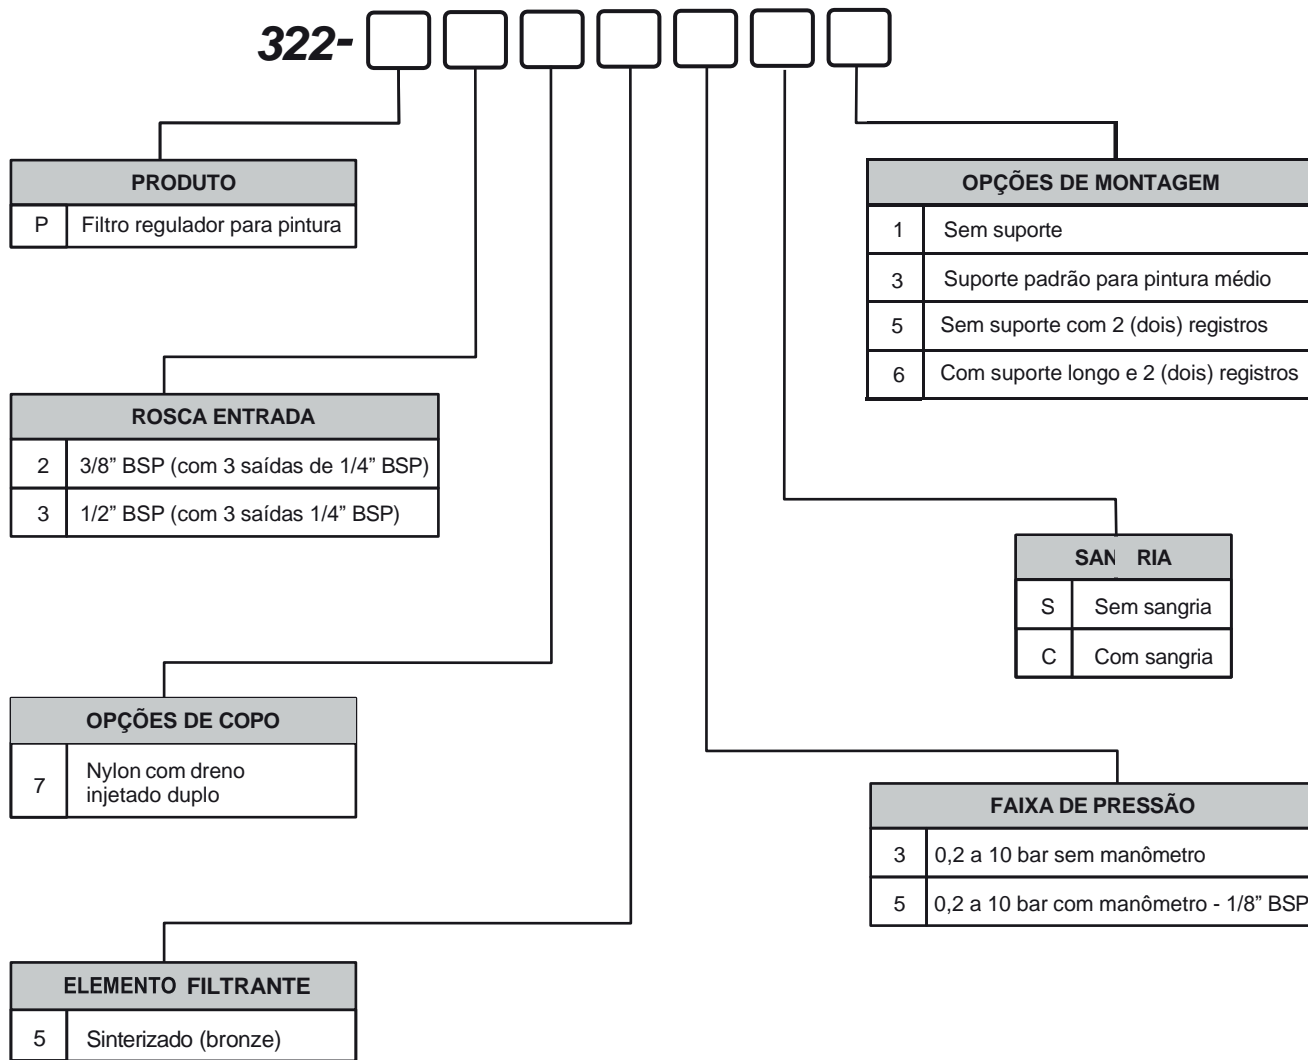 322-
PRODUTO
P Filtro regulador para pintura
ROSCA ENTRADA
2 3/8” BSP (com 3 saídas de 1/4” BSP)
3 1/2” BSP (com 3 saídas 1/4” BSP)
OPÇÕES DE COPO
7 Nylon com dreno
injetado duplo
ELEMENTO FILTRANTE
5 Sinterizado (bronze)
OPÇÕES DE MONTAGEM
1 Sem suporte
3 Suporte padrão para pintura médio
5 Sem suporte com 2 (dois) registros
6 Com suporte longo e 2 (dois) registros
SAN RIA
S Sem sangria
C Com sangria
FAIXA DE PRESSÃO
3 0,2 a 10 bar sem manômetro
5 0,2 a 10 bar com manômetro - 1/8” BSP